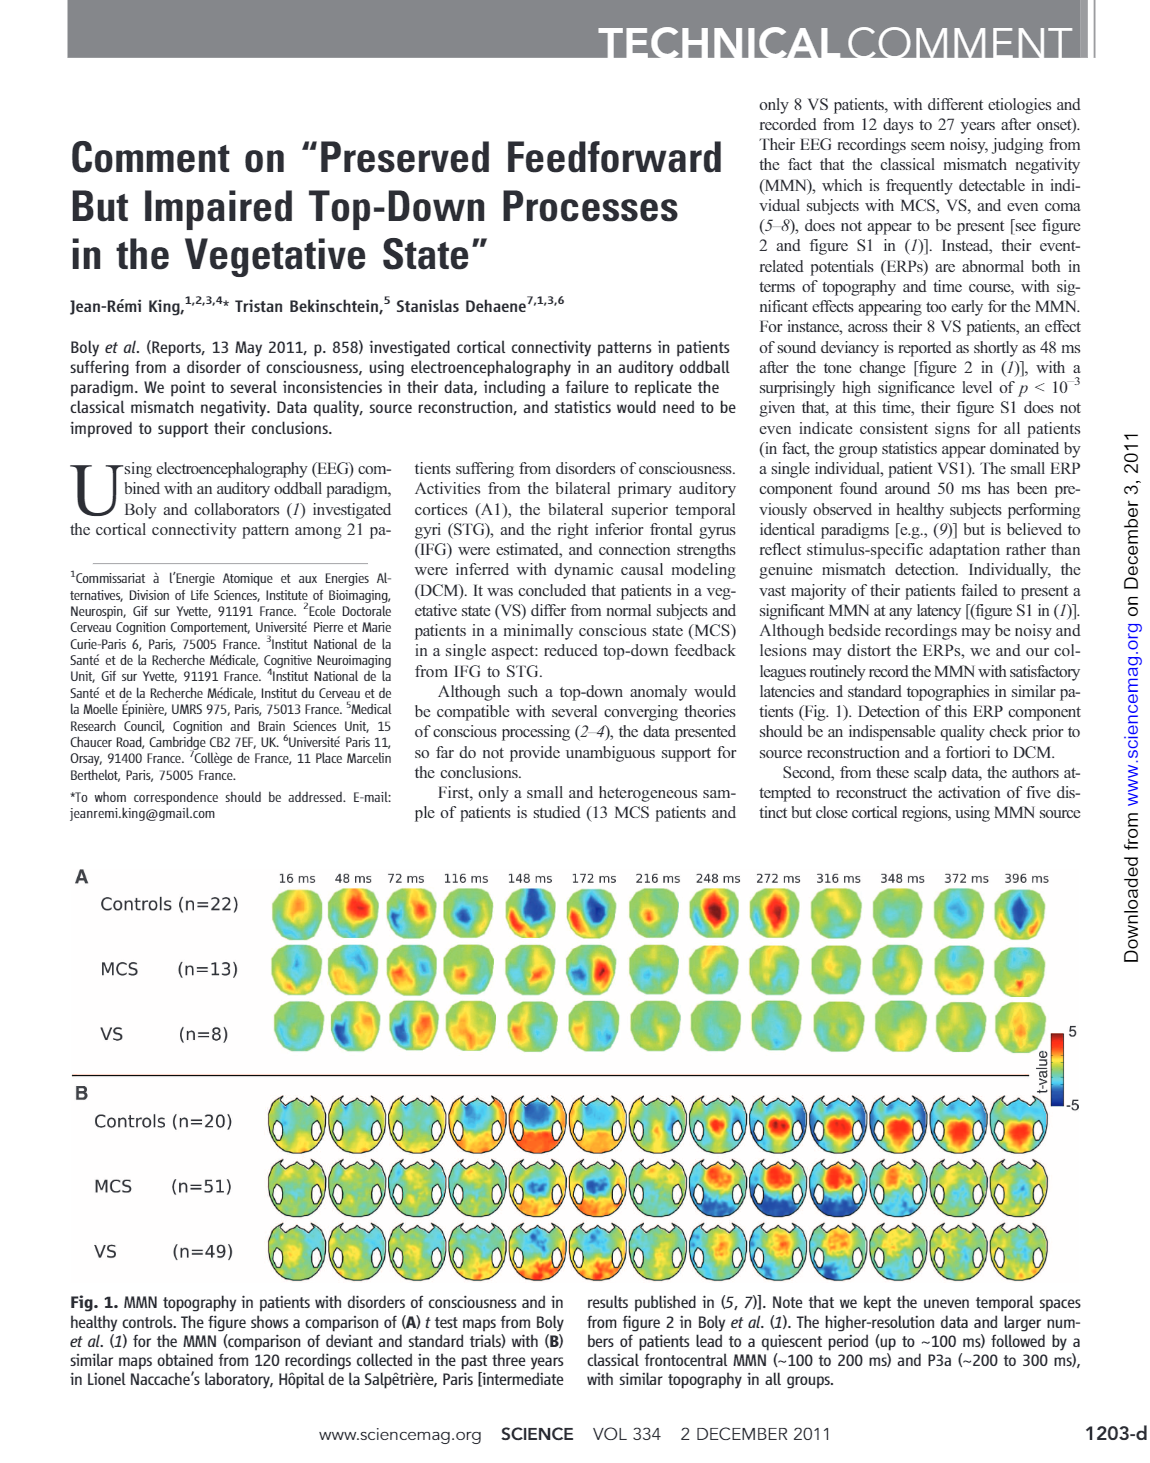 TECHNICALCOMMENT
Comment on “Preserved Feedforward
But Impaired Top-Down Processes
in the Vegetative State”
Jean-Rémi King,1,2,3,4* Tristan Bekinschtein,5 Stanislas Dehaene7,1,3,6
Boly et al. (Reports, 13 May 2011, p. 858) investigated cortical connectivity patterns in patients
suffering from a disorder of consciousness, using electroencephalography in an auditory oddball
paradigm. We point to several inconsistencies in their data, including a failure to replicate the
classical mismatch negativity. Data quality, source reconstruction, and statistics would need to be
improved to support their conclusions.
Using electroencephalography (EEG) com-
bined with an auditory oddball paradigm,
Boly and collaborators (1) investigated
the cortical connectivity pattern among 21 pa-
1Commissariat à l’Energie Atomique et aux Energies Al-
ternatives, Division of Life Sciences, Institute of Bioimaging,
Neurospin, Gif sur Yvette, 91191 France. 2Ecole Doctorale
Cerveau Cognition Comportement, Université Pierre et Marie
Curie-Paris 6, Paris, 75005 France. 3Institut National de la
Santé et de la Recherche Médicale, Cognitive Neuroimaging
Unit, Gif sur Yvette, 91191 France. 4Institut National de la
Santé et de la Recherche Médicale, Institut du Cerveau et de
la Moelle Épinière, UMRS 975, Paris, 75013 France. 5Medical
Research Council, Cognition and Brain Sciences Unit, 15
Chaucer Road, Cambridge CB2 7EF, UK. 6Université Paris 11,
Orsay, 91400 France. 7Collège de France, 11 Place Marcelin
Berthelot, Paris, 75005 France.
*To whom correspondence should be addressed. E-mail:
jeanremi.king@gmail.com
tients suffering from disorders of consciousness.
Activities from the bilateral primary auditory
cortices (A1), the bilateral superior temporal
gyri (STG), and the right inferior frontal gyrus
(IFG) were estimated, and connection strengths
were inferred with dynamic causal modeling
(DCM). It was concluded that patients in a veg-
etative state (VS) differ from normal subjects and
patients in a minimally conscious state (MCS)
in a single aspect: reduced top-down feedback
from IFG to STG.
Although such a top-down anomaly would
be compatible with several converging theories
of conscious processing (2–4), the data presented
so far do not provide unambiguous support for
the conclusions.
First, only a small and heterogeneous sam-
ple of patients is studied (13 MCS patients and
only 8 VS patients, with different etiologies and
recorded from 12 days to 27 years after onset).
Their EEG recordings seem noisy, judging from
the fact that the classical mismatch negativity
(MMN), which is frequently detectable in indi-
vidual subjects with MCS, VS, and even coma
(5–8), does not appear to be present [see figure
2 and figure S1 in (1)]. Instead, their event-
related potentials (ERPs) are abnormal both in
terms of topography and time course, with sig-
nificant effects appearing too early for the MMN.
For instance, across their 8 VS patients, an effect
of sound deviancy is reported as shortly as 48 ms
after the tone change [figure 2 in (1)], with a
surprisingly high significance level of p < 10−3
given that, at this time, their figure S1 does not
even indicate consistent signs for all patients
(in fact, the group statistics appear dominated by
a single individual, patient VS1). The small ERP
component found around 50 ms has been pre-
viously observed in healthy subjects performing
identical paradigms [e.g., (9)] but is believed to
reflect stimulus-specific adaptation rather than
genuine mismatch detection. Individually, the
vast majority of their patients failed to present a
significant MMN at any latency [(figure S1 in (1)].
Although bedside recordings may be noisy and
lesions may distort the ERPs, we and our col-
leagues routinely record the MMN with satisfactory
latencies and standard topographies in similar pa-
tients (Fig. 1). Detection of this ERP component
should be an indispensable quality check prior to
source reconstruction and a fortiori to DCM.
Second, from these scalp data, the authors at-
tempted to reconstruct the activation of five dis-
tinct but close cortical regions, using MMN source
A
16 ms 48 ms 72 ms 116 ms 148 ms 172 ms 216 ms 248 ms 272 ms 316 ms 348 ms 372 ms 396 ms
Controls (n=22)
MCS (n=13)
VS (n=8)
5
t-value
-5
B
Controls (n=20)
MCS (n=51)
VS (n=49)
Fig. 1. MMN topography in patients with disorders of consciousness and in
healthy controls. The figure shows a comparison of (A) t test maps from Boly
et al. (1) for the MMN (comparison of deviant and standard trials) with (B)
similar maps obtained from 120 recordings collected in the past three years
in Lionel Naccache’s laboratory, Hôpital de la Salpêtrière, Paris [intermediate
results published in (5, 7)]. Note that we kept the uneven temporal spaces
from figure 2 in Boly et al. (1). The higher-resolution data and larger num-
bers of patients lead to a quiescent period (up to ~100 ms) followed by a
classical frontocentral MMN (~100 to 200 ms) and P3a (~200 to 300 ms),
with similar topography in all groups.
www.sciencemag.org SCIENCE VOL 334 2 DECEMBER 2011
1203-d
Downloaded from www.sciencemag.org on December 3, 2011